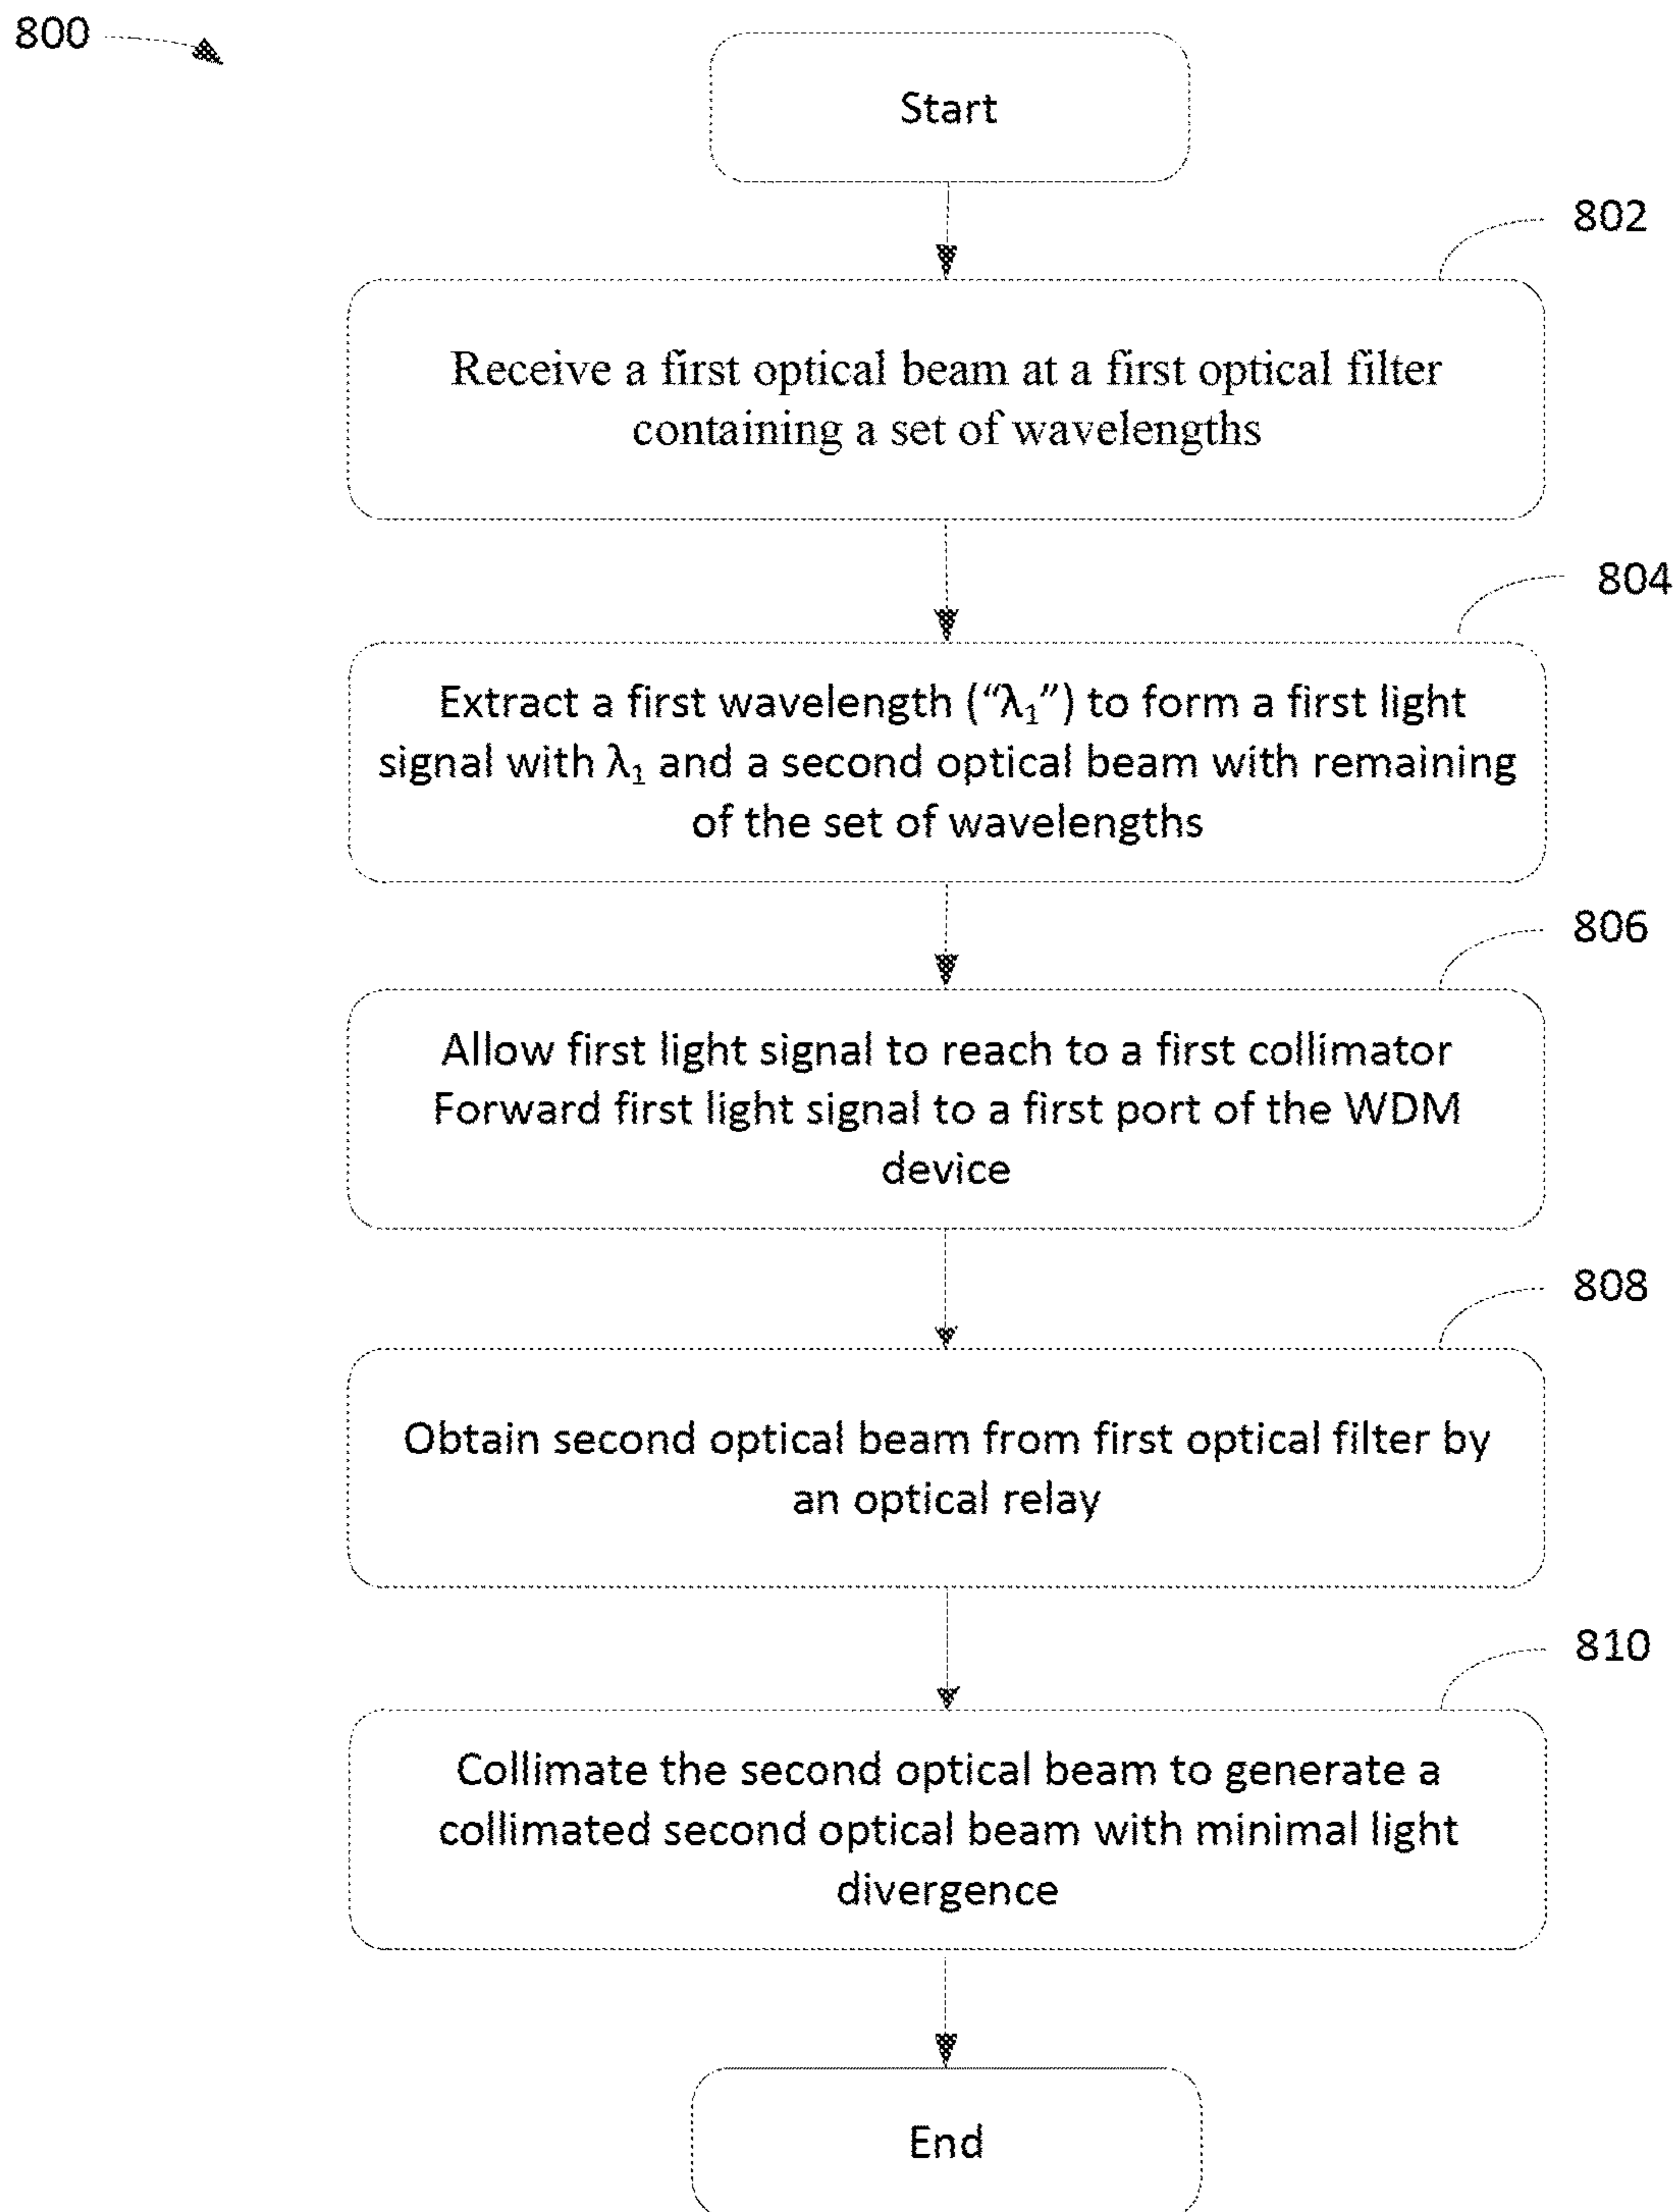 800
Start
802
Receive a first optical beam at a first optical filter
containing a set of wavelengths
804
Extract a first wavelength (“λ₁”) to form a first light
signal with λ₁ and a second optical beam with remaining
of the set of wavelengths
806
Allow first light signal to reach to a first collimator
Forward first light signal to a first port of the WDM
device
808
Obtain second optical beam from first optical filter by
an optical relay
810
Collimate the second optical beam to generate a
collimated second optical beam with minimal light
divergence
End